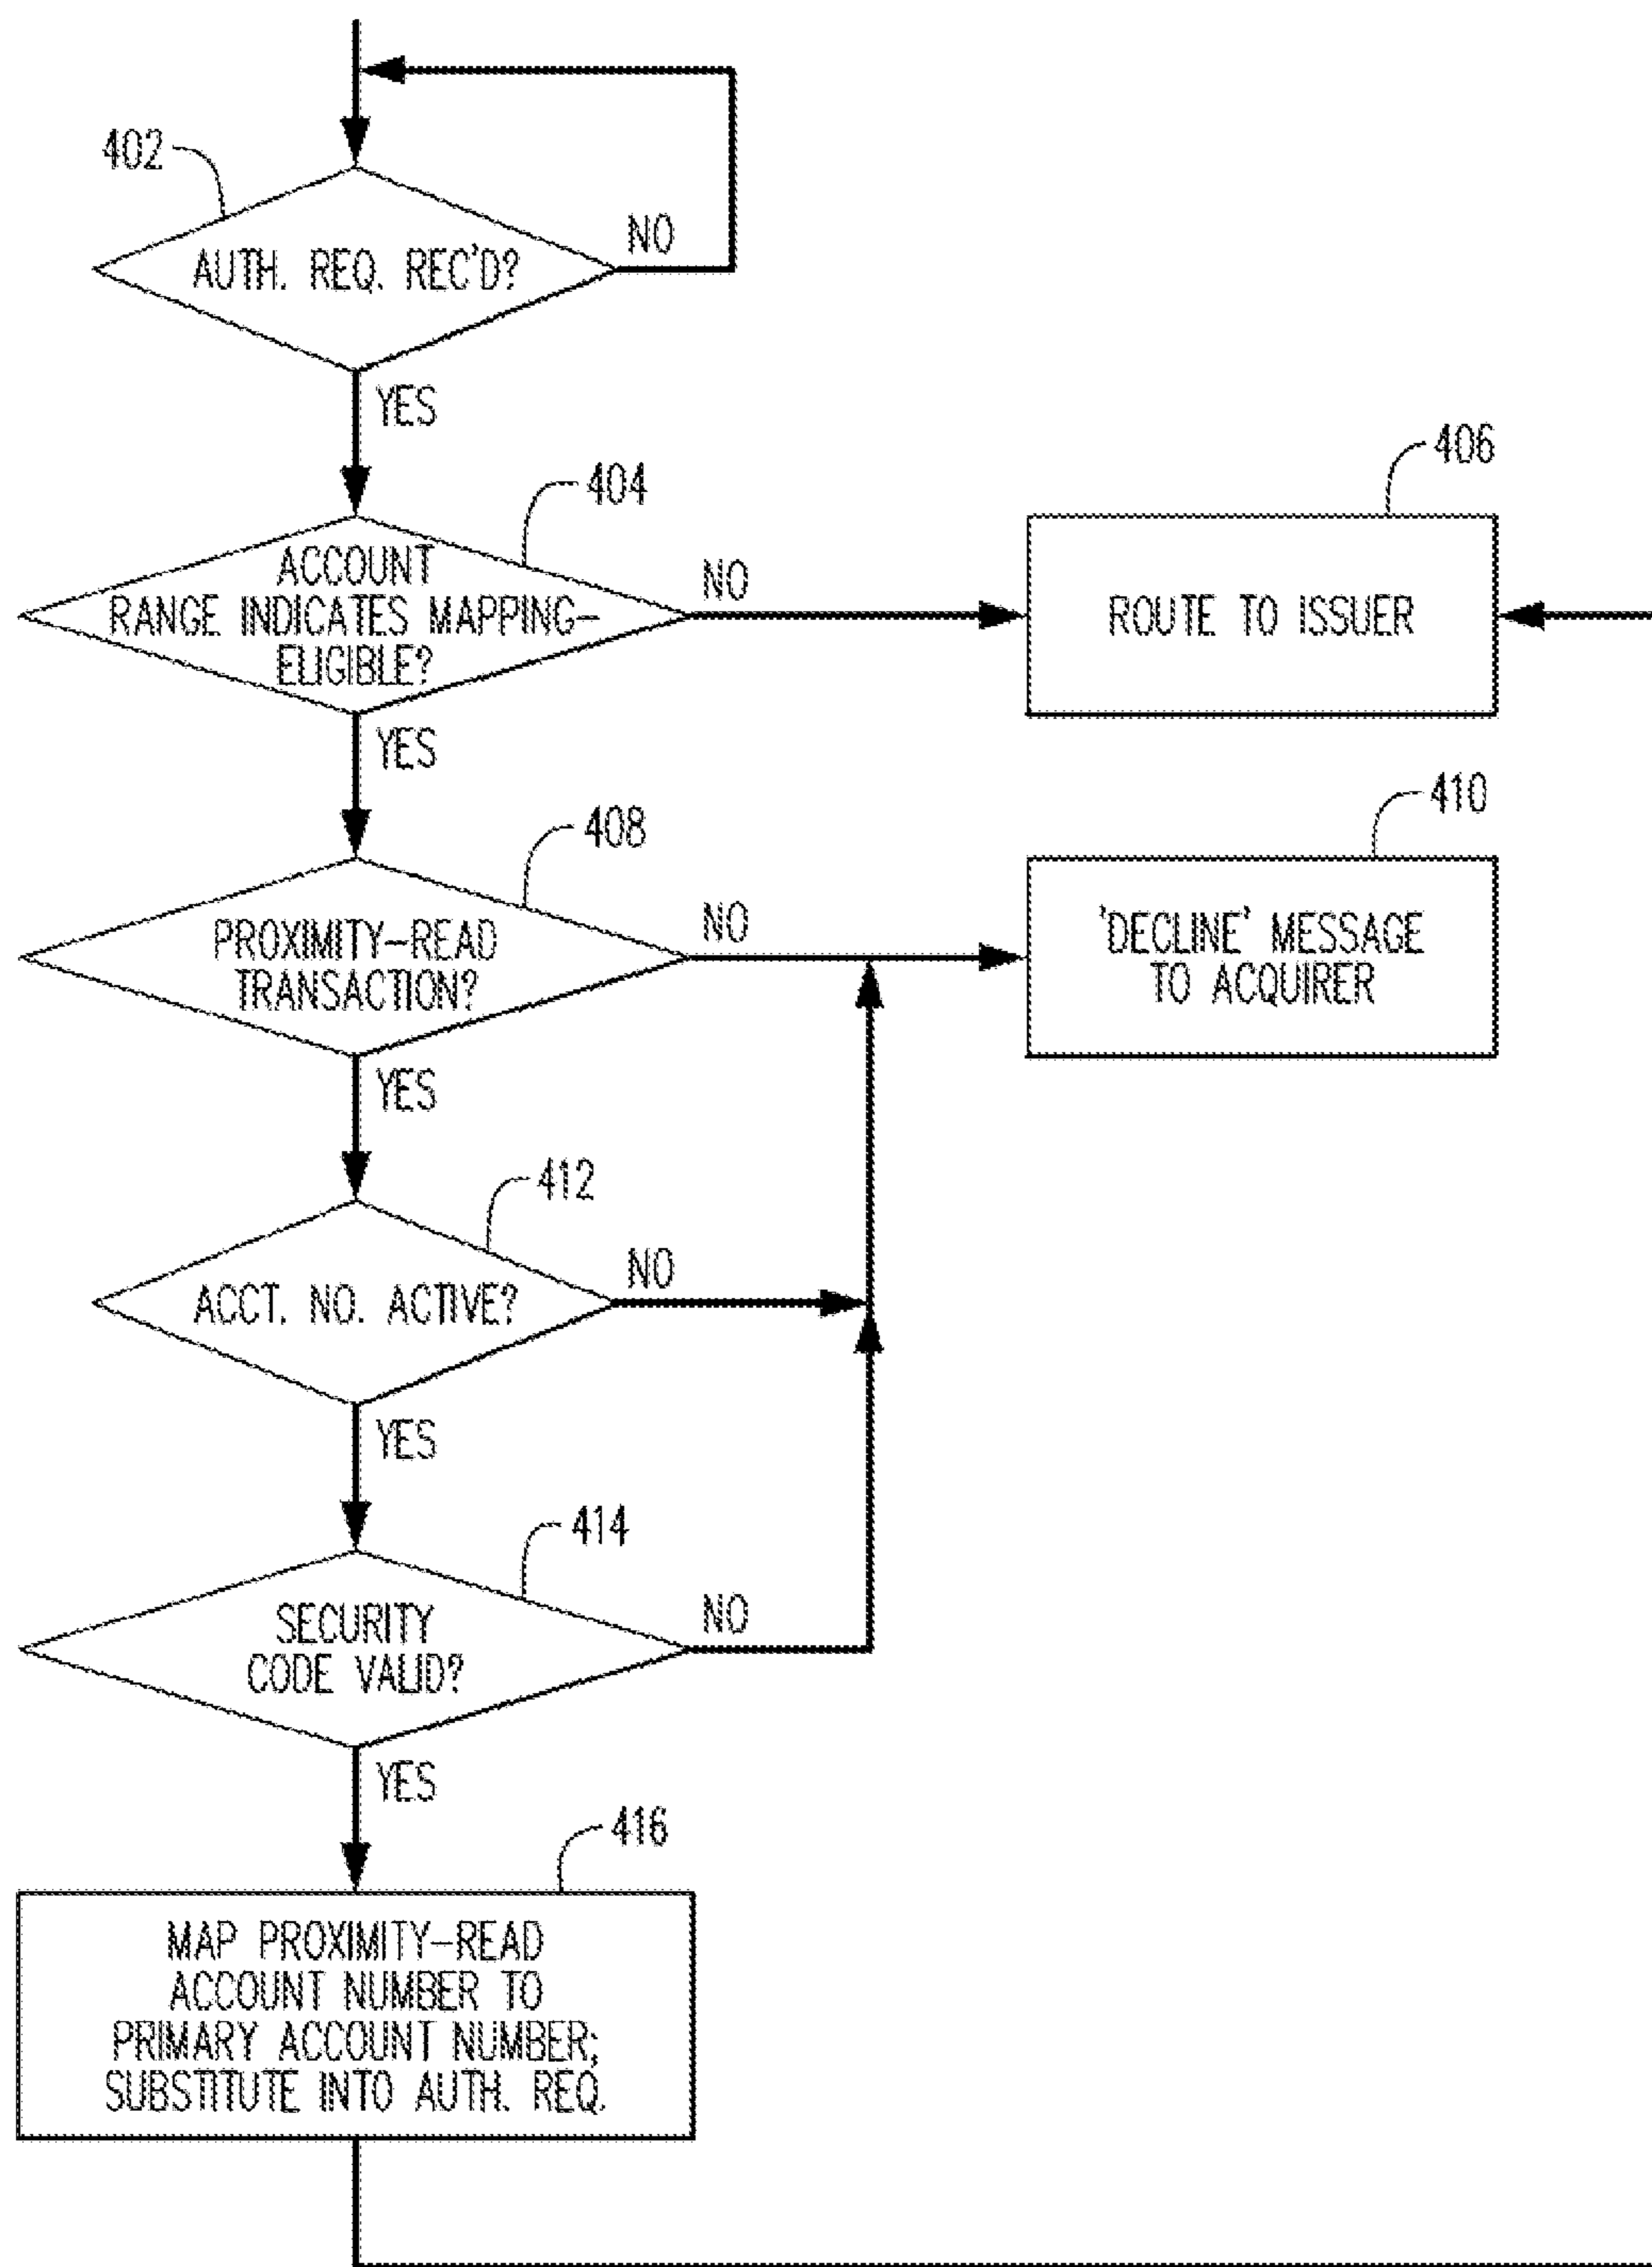 402
AUTH. REQ. REC'D?
NO
YES
404
ACCOUNT
RANGE INDICATES MAPPING-
ELIGIBLE?
NO
406
ROUTE TO ISSUER
YES
408
PROXIMITY-READ
TRANSACTION?
NO
410
'DECLINE' MESSAGE
TO ACQUIRER
YES
412
ACCT. NO. ACTIVE?
NO
YES
414
SECURITY
CODE VALID?
NO
YES
416
MAP PROXIMITY-READ
ACCOUNT NUMBER TO
PRIMARY ACCOUNT NUMBER;
SUBSTITUTE INTO AUTH. REQ.